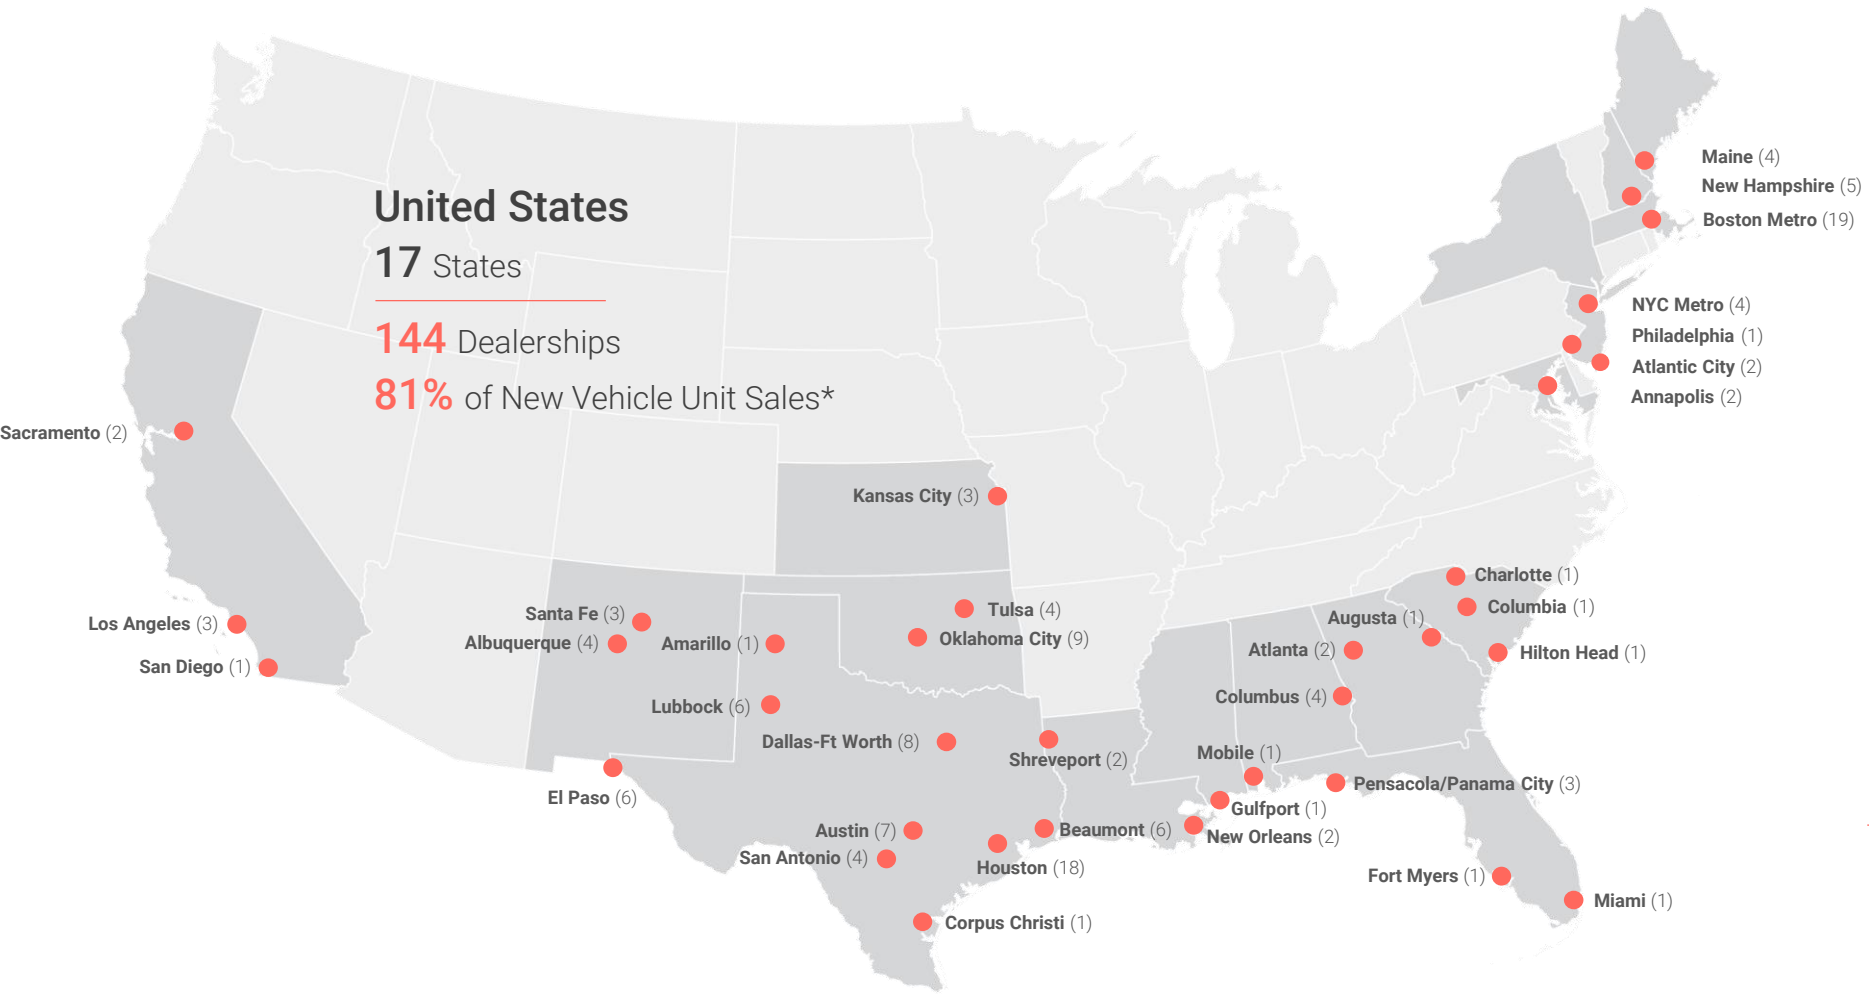 United States
17 States
144 Dealerships
81% of New Vehicle Unit Sales*
Maine (4)
New Hampshire (5)
Boston Metro (19)
NYC Metro (4)
Philadelphia (1)
Atlantic City (2)
Annapolis (2)
Sacramento (2)
Los Angeles (3)
San Diego (1)
Kansas City (3)
Santa Fe (3)
Albuquerque (4)
Amarillo (1)
Tulsa (4)
Oklahoma City (9)
Lubbock (6)
Dallas-Ft Worth (8)
El Paso (6)
Austin (7)
San Antonio (4)
Houston (18)
Corpus Christi (1)
Beaumont (6)
Shreveport (2)
New Orleans (2)
Gulfport (1)
Mobile (1)
Pensacola/Panama City (3)
Charlotte (1)
Columbia (1)
Augusta (1)
Atlanta (2)
Hilton Head (1)
Columbus (4)
Fort Myers (1)
Miami (1)